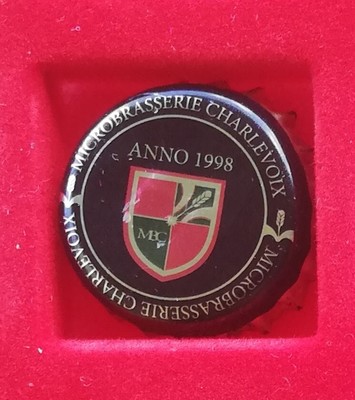 MICROBRASSERIE CHARLEVOIX
ANNO 1998
MBC
MICROBRASSERIE CHARLEVOIX